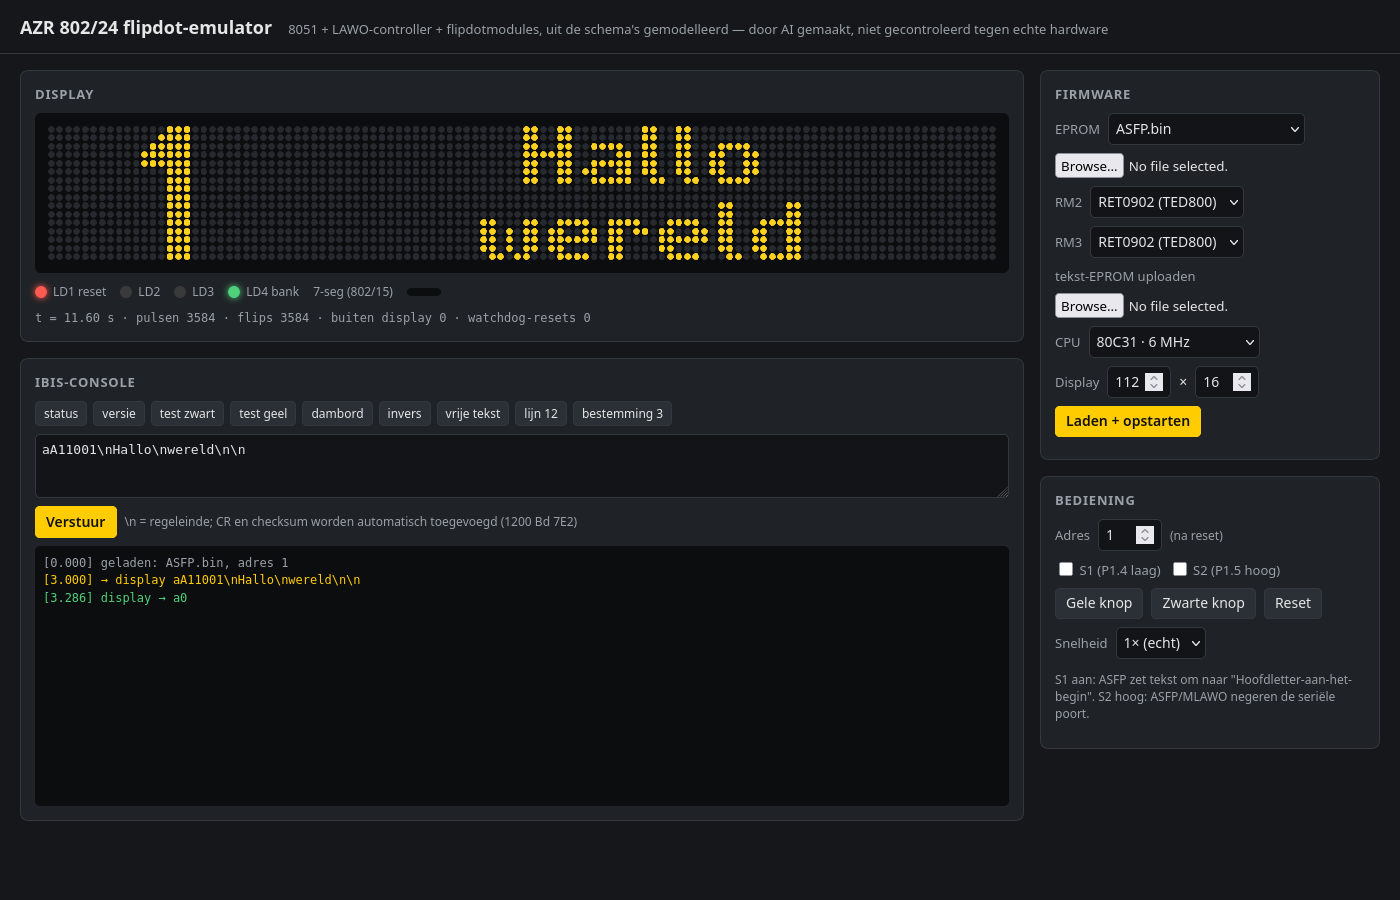 AZR 802/24 flipdot-emulator 8051 + LAWO-controller + flipdotmodules, uit de schema's gemodelleerd — door AI gemaakt, niet gecontroleerd tegen echte hardware
DISPLAY
1 Hallo
wereld
LD1 reset LD2 LD3 LD4 bank 7-seg (802/15)
t = 11.60 s · pulsen 3584 · flips 3584 · buiten display 0 · watchdog-resets 0
IBIS-CONSOLE
status versie test zwart test geel dambord invers vrije tekst lijn 12 bestemming 3
aA11001\nHallo\nwereld\n\n
Verstuur \n = regeleinde; CR en checksum worden automatisch toegevoegd (1200 Bd 7E2)
[0.000] geladen: ASFP.bin, adres 1
[3.000] → display aA11001\nHallo\nwereld\n\n
[3.286] display → a0
FIRMWARE
EPROM ASFP.bin
Browse... No file selected.
RM2 RET0902 (TED800)
RM3 RET0902 (TED800)
tekst-EPROM uploaden
Browse... No file selected.
CPU 80C31 · 6 MHz
Display 112 × 16
Laden + opstarten
BEDIENING
Adres 1 (na reset)
S1 (P1.4 laag) S2 (P1.5 hoog)
Gele knop Zwarte knop Reset
Snelheid 1× (echt)
S1 aan: ASFP zet tekst om naar "Hoofdletter-aan-het-
begin". S2 hoog: ASFP/MLAWO negeren de seriële
poort.